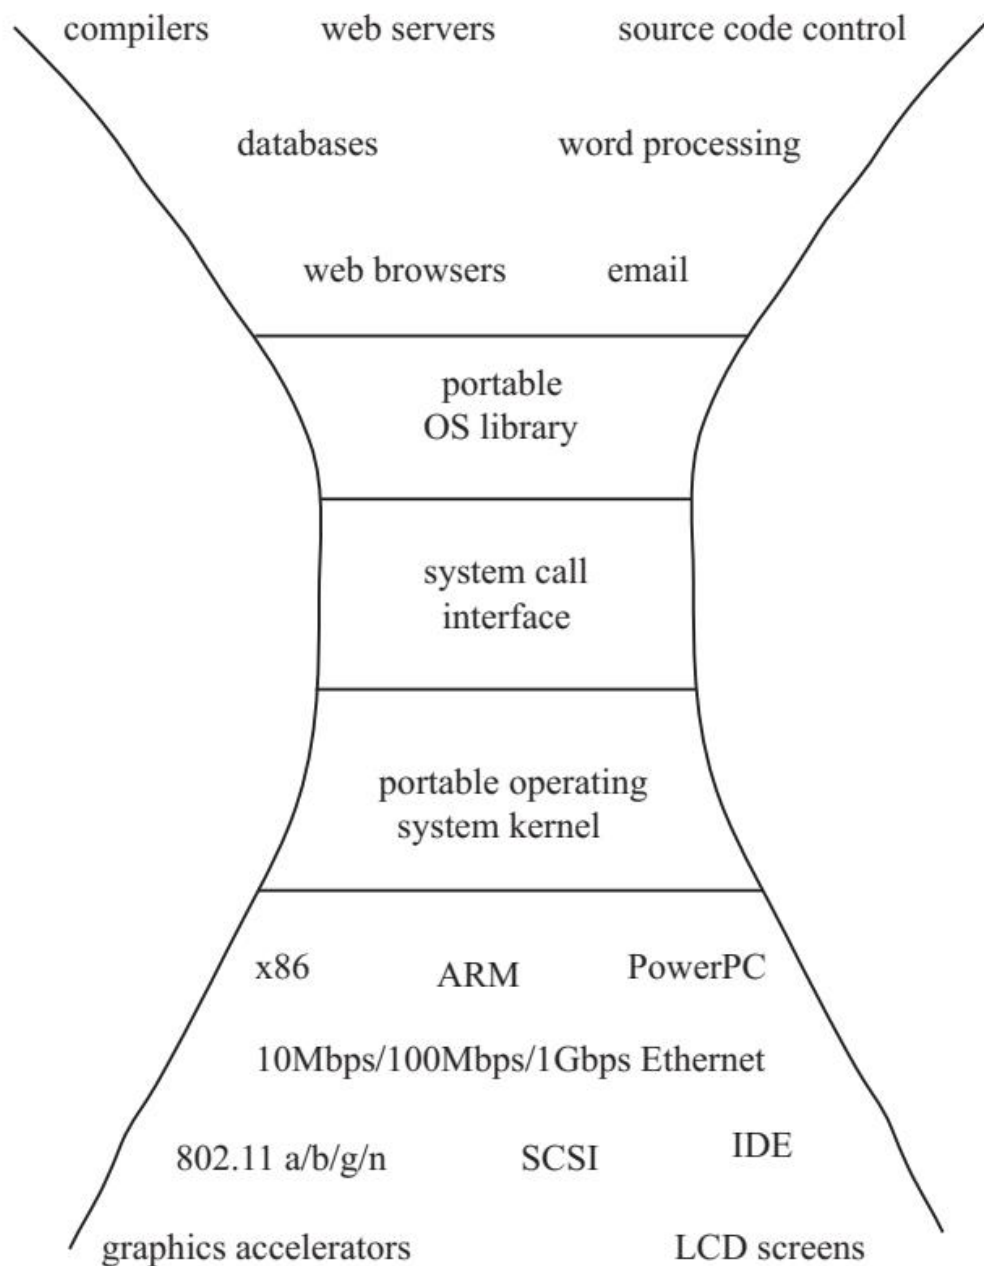 compilers web servers source code control
databases word processing
web browsers email
portable
OS library
system call
interface
portable operating
system kernel
x86 ARM PowerPC
10Mbps/100Mbps/1Gbps Ethernet
802.11 a/b/g/n SCSI IDE
graphics accelerators LCD screens